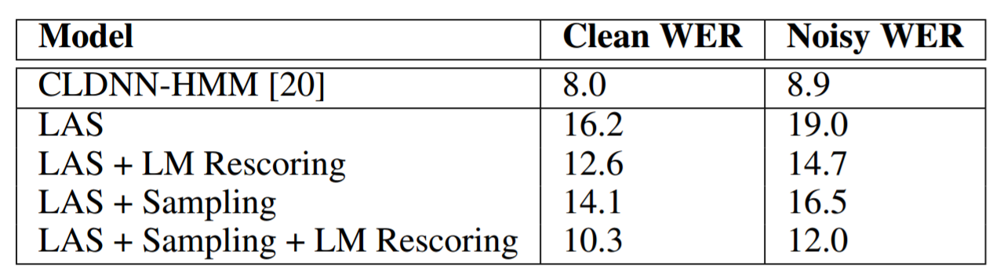 Model Clean WER Noisy WER
CLDNN-HMM [20] 8.0 8.9
LAS 16.2 19.0
LAS + LM Rescoring 12.6 14.7
LAS + Sampling 14.1 16.5
LAS + Sampling + LM Rescoring 10.3 12.0